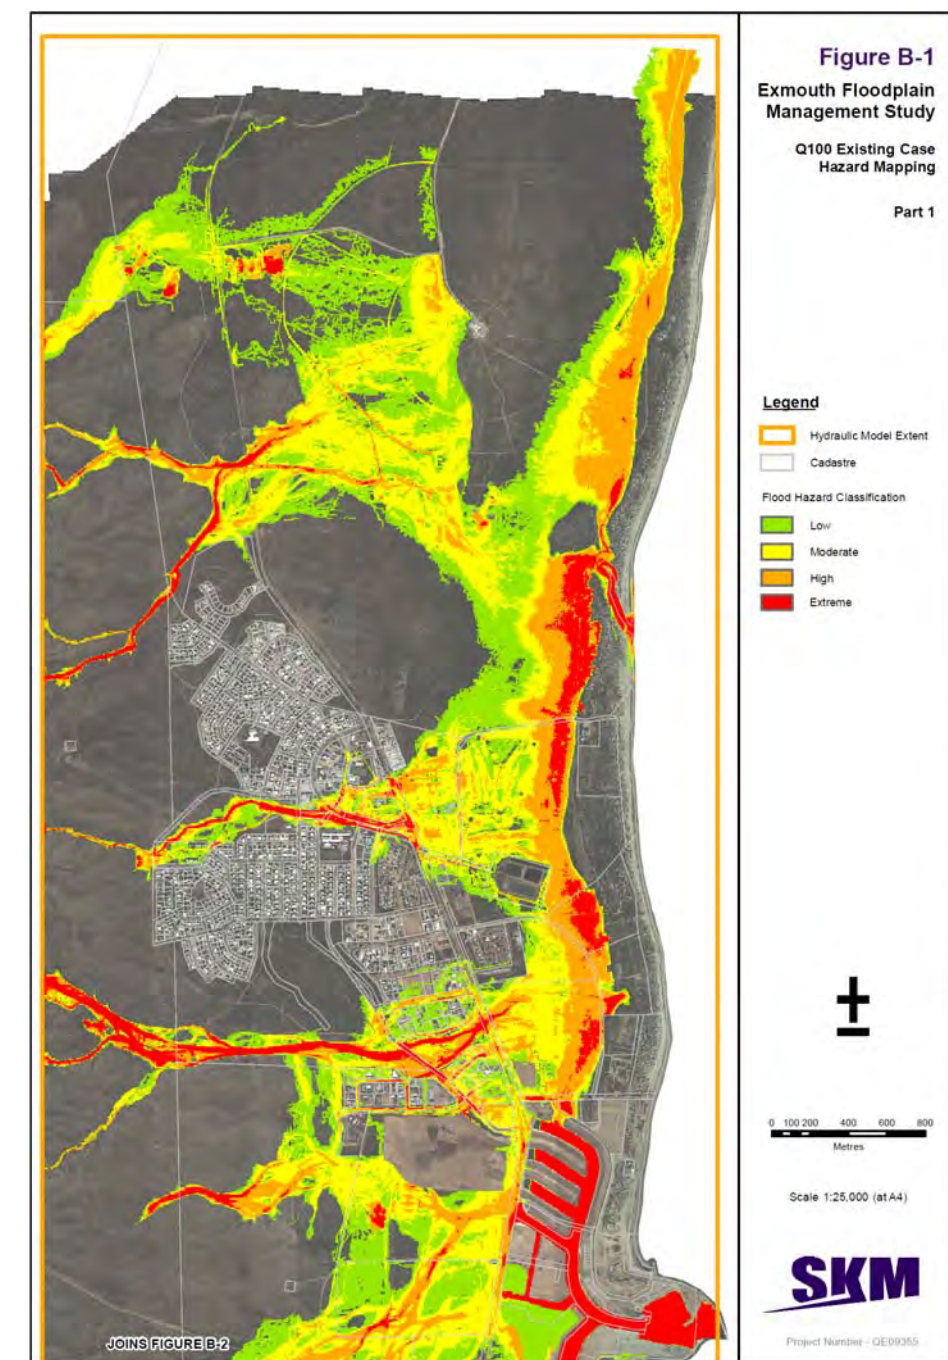 Figure B-1
Exmouth Floodplain
Management Study
Q100 Existing Case
Hazard Mapping
Part 1
Legend
Hydraulic Model Extent
Cadastre
Flood Hazard Classification
Low
Moderate
High
Extreme
0 100 200 400 600 800
Metres
Scale 1:25,000 (at A4)
SKM
Project Number - QE09355
JOINS FIGURE B-2